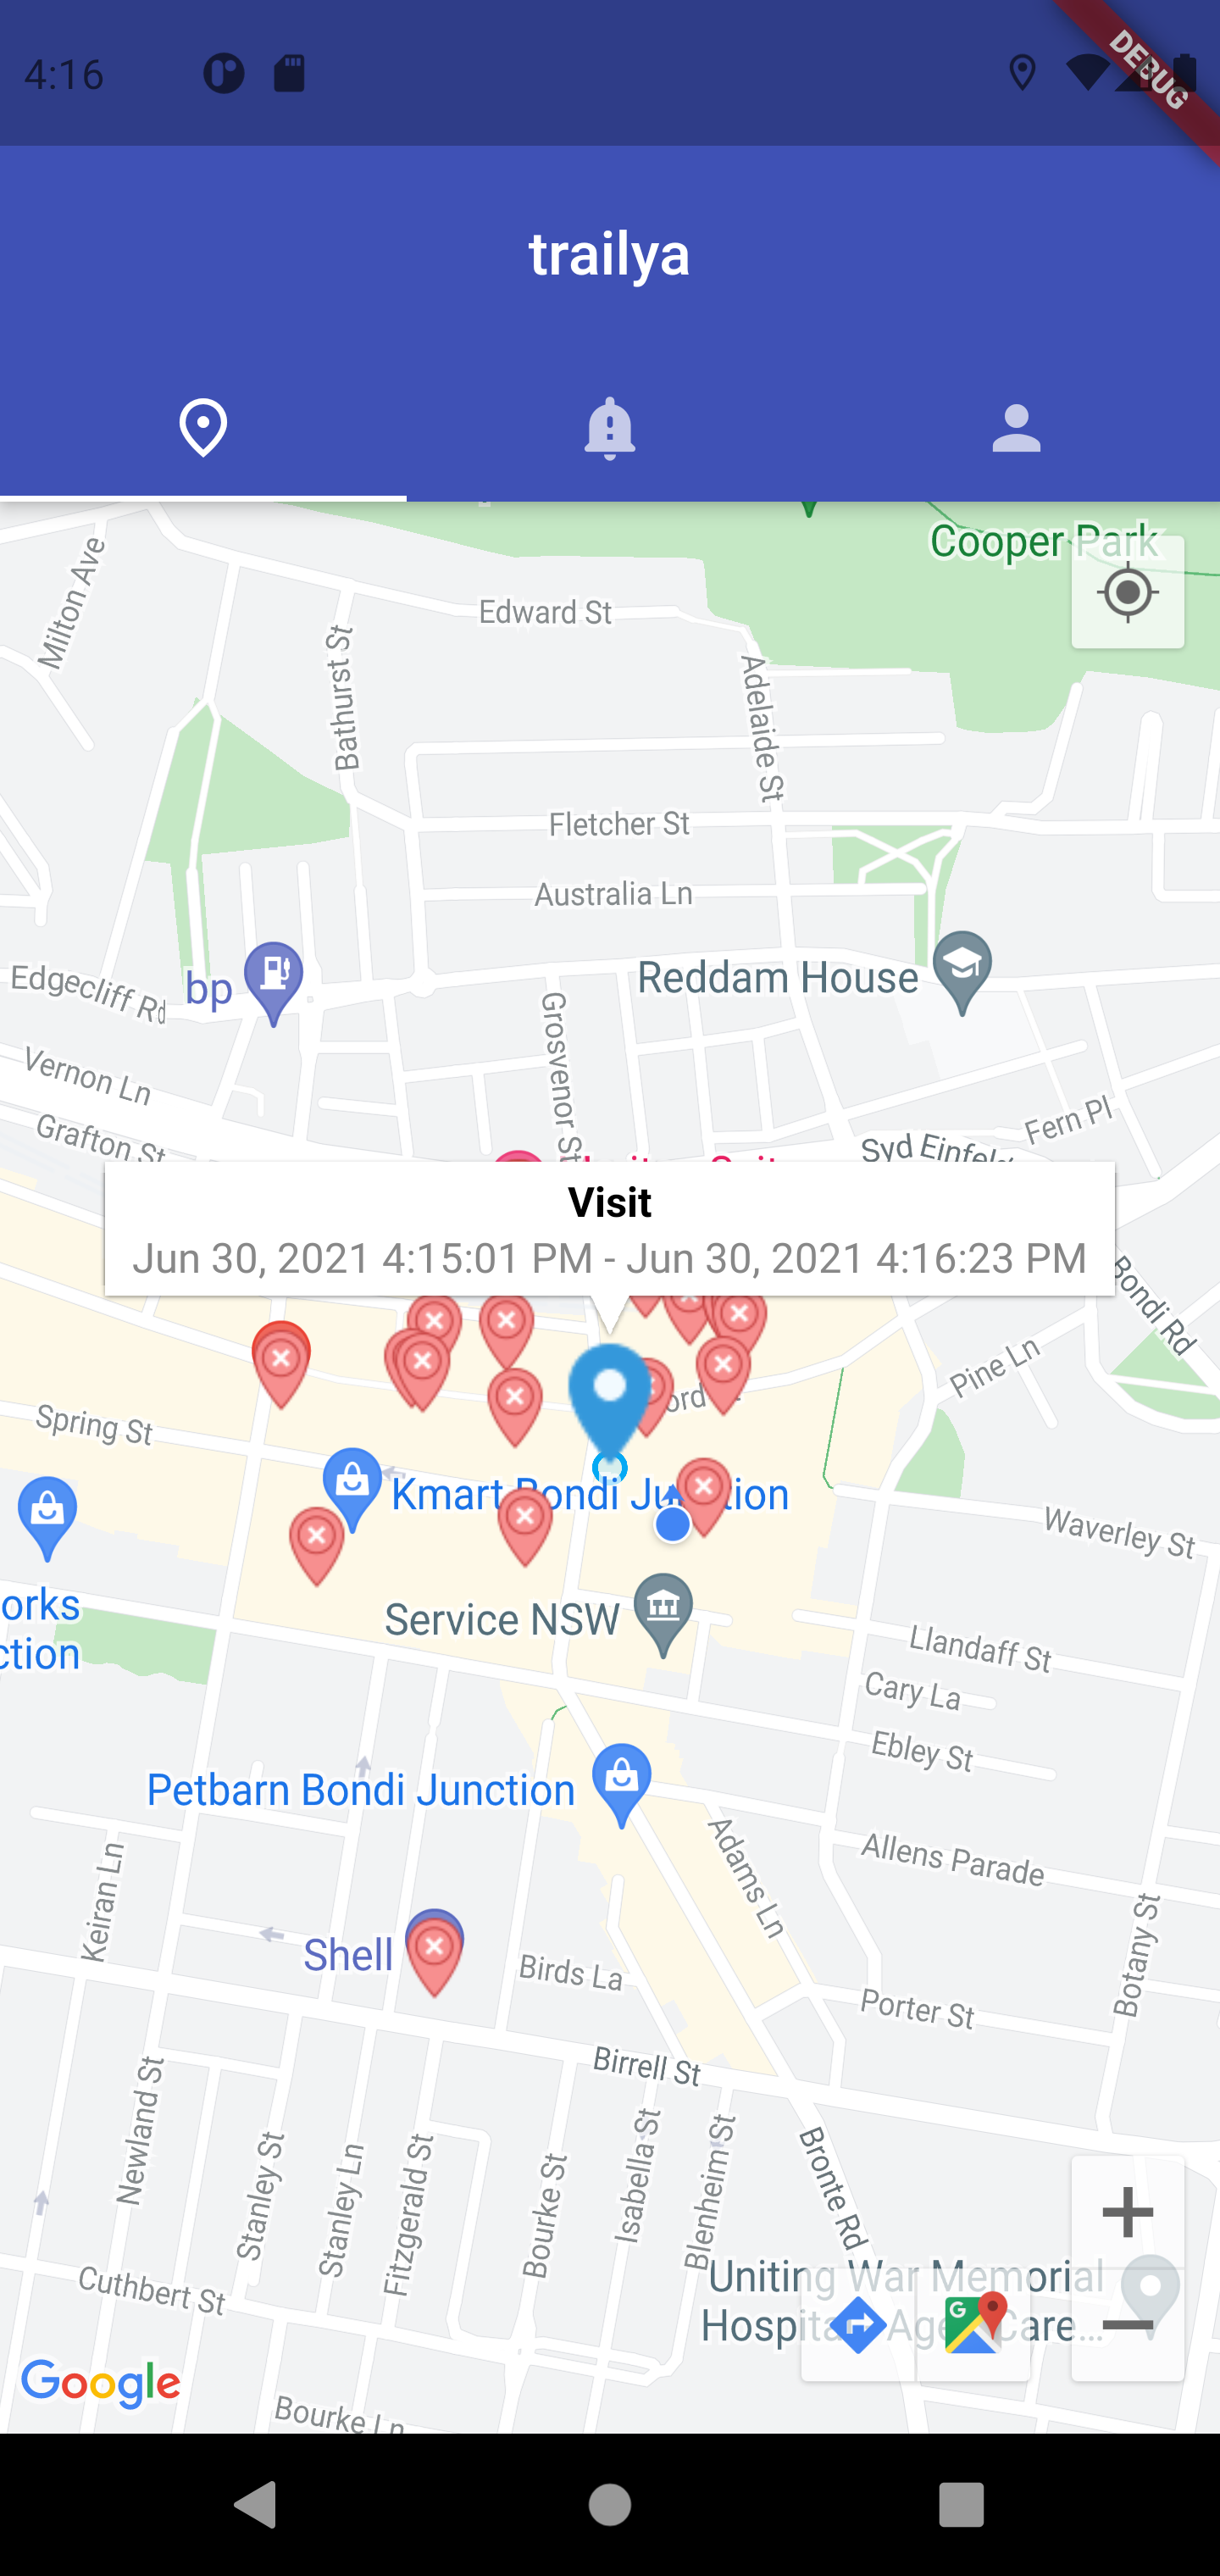 4:16
DEBUG
trailya
Cooper Park
Milton Ave
Edward St
Bathurst St
Adelaide St
Fletcher St
Australia Ln
Reddam House
Edgecliff Rd
bp
Grosvenor St
Vernon Ln
Fern Pl
Grafton St
Syd Einfeld
Visit
Jun 30, 2021 4:15:01 PM - Jun 30, 2021 4:16:23 PM
Bondi Rd
Pine Ln
Spring St
Kmart Bondi Junction
Waverley St
orks
ction
Service NSW
Llandaff St
Cary La
Ebley St
Petbarn Bondi Junction
Adams Ln
Allens Parade
Keiran Ln
Shell
Birds La
Botany St
Porter St
Birrell St
Newland St
Stanley St
Stanley Ln
Fitzgerald St
Bourke St
Isabella St
Blenheim St
Bronte Rd
Cuthbert St
Uniting War Memorial
Hospital Age Care...
Google
Bourke Ln